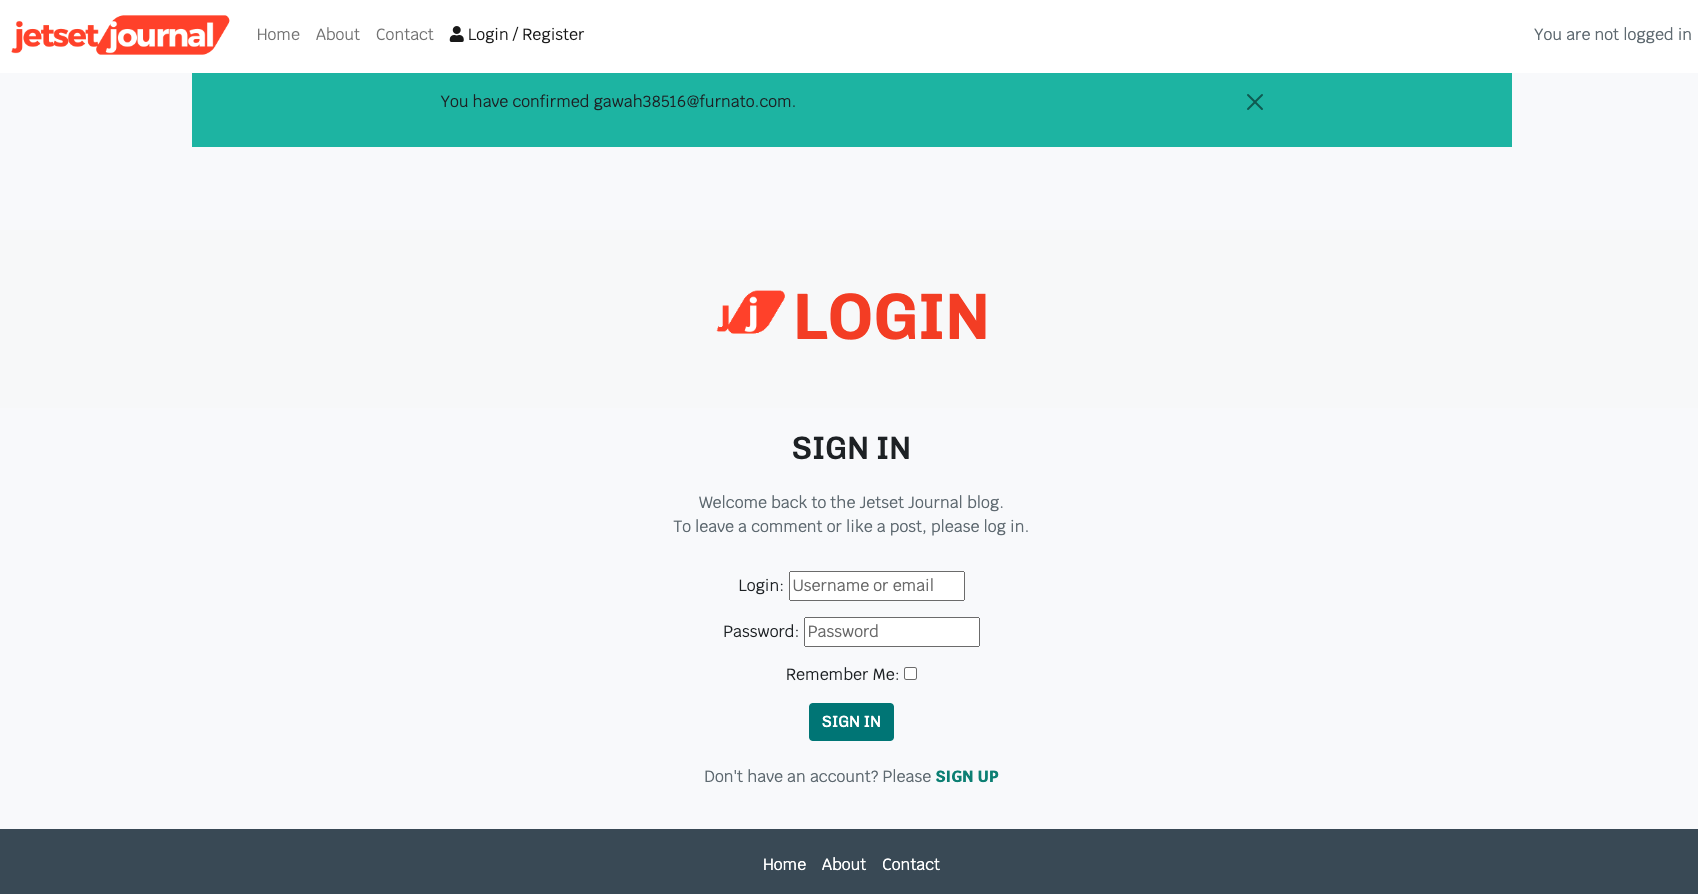 jetset journal
Home About Contact Login / Register
You are not logged in
You have confirmed gawah38516@furnato.com.
Jj LOGIN
SIGN IN
Welcome back to the Jetset Journal blog.
To leave a comment or like a post, please log in.
Login: Username or email
Password: Password
Remember Me:
SIGN IN
Don't have an account? Please SIGN UP
Home About Contact